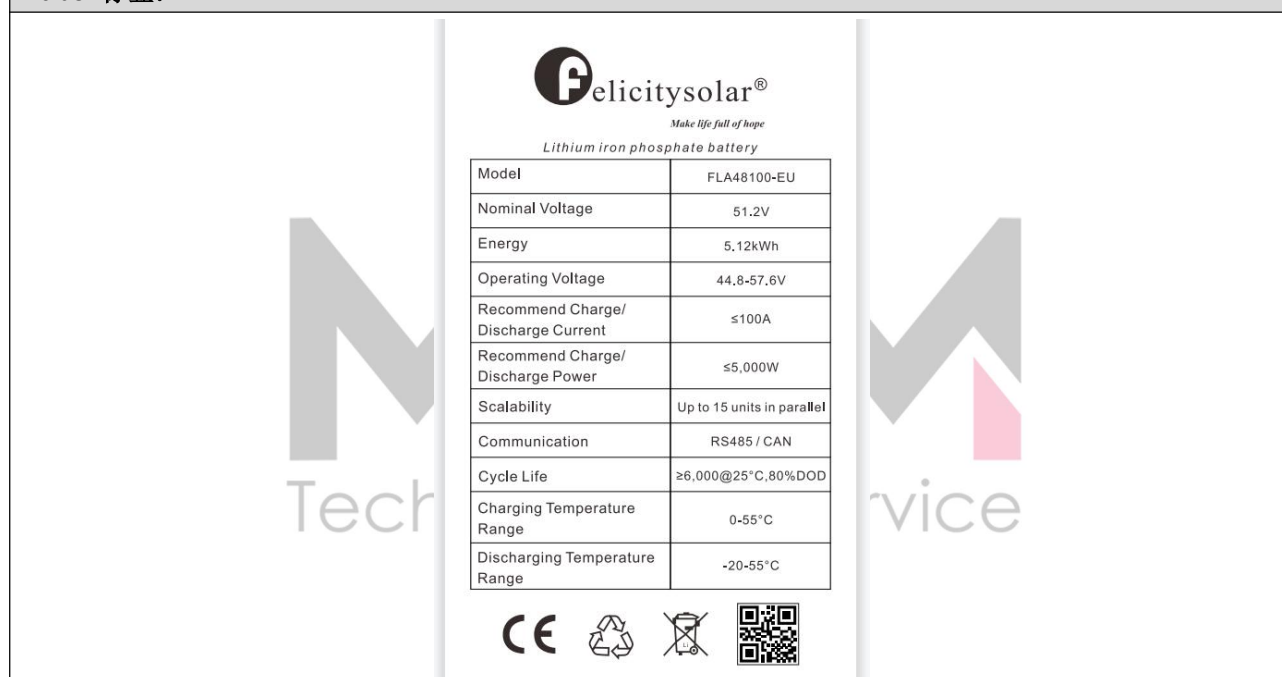 felicitysolar®
Make life full of hope
Lithium iron phosphate battery
Model FLA48100-EU
Nominal Voltage 51.2V
Energy 5.12kWh
Operating Voltage 44.8-57.6V
Recommend Charge/
Discharge Current ≤100A
Recommend Charge/
Discharge Power ≤5,000W
Scalability Up to 15 units in parallel
Communication RS485 / CAN
Cycle Life ≥6,000@25°C,80%DOD
Charging Temperature
Range 0-55°C
Discharging Temperature
Range -20-55°C
CE
Li